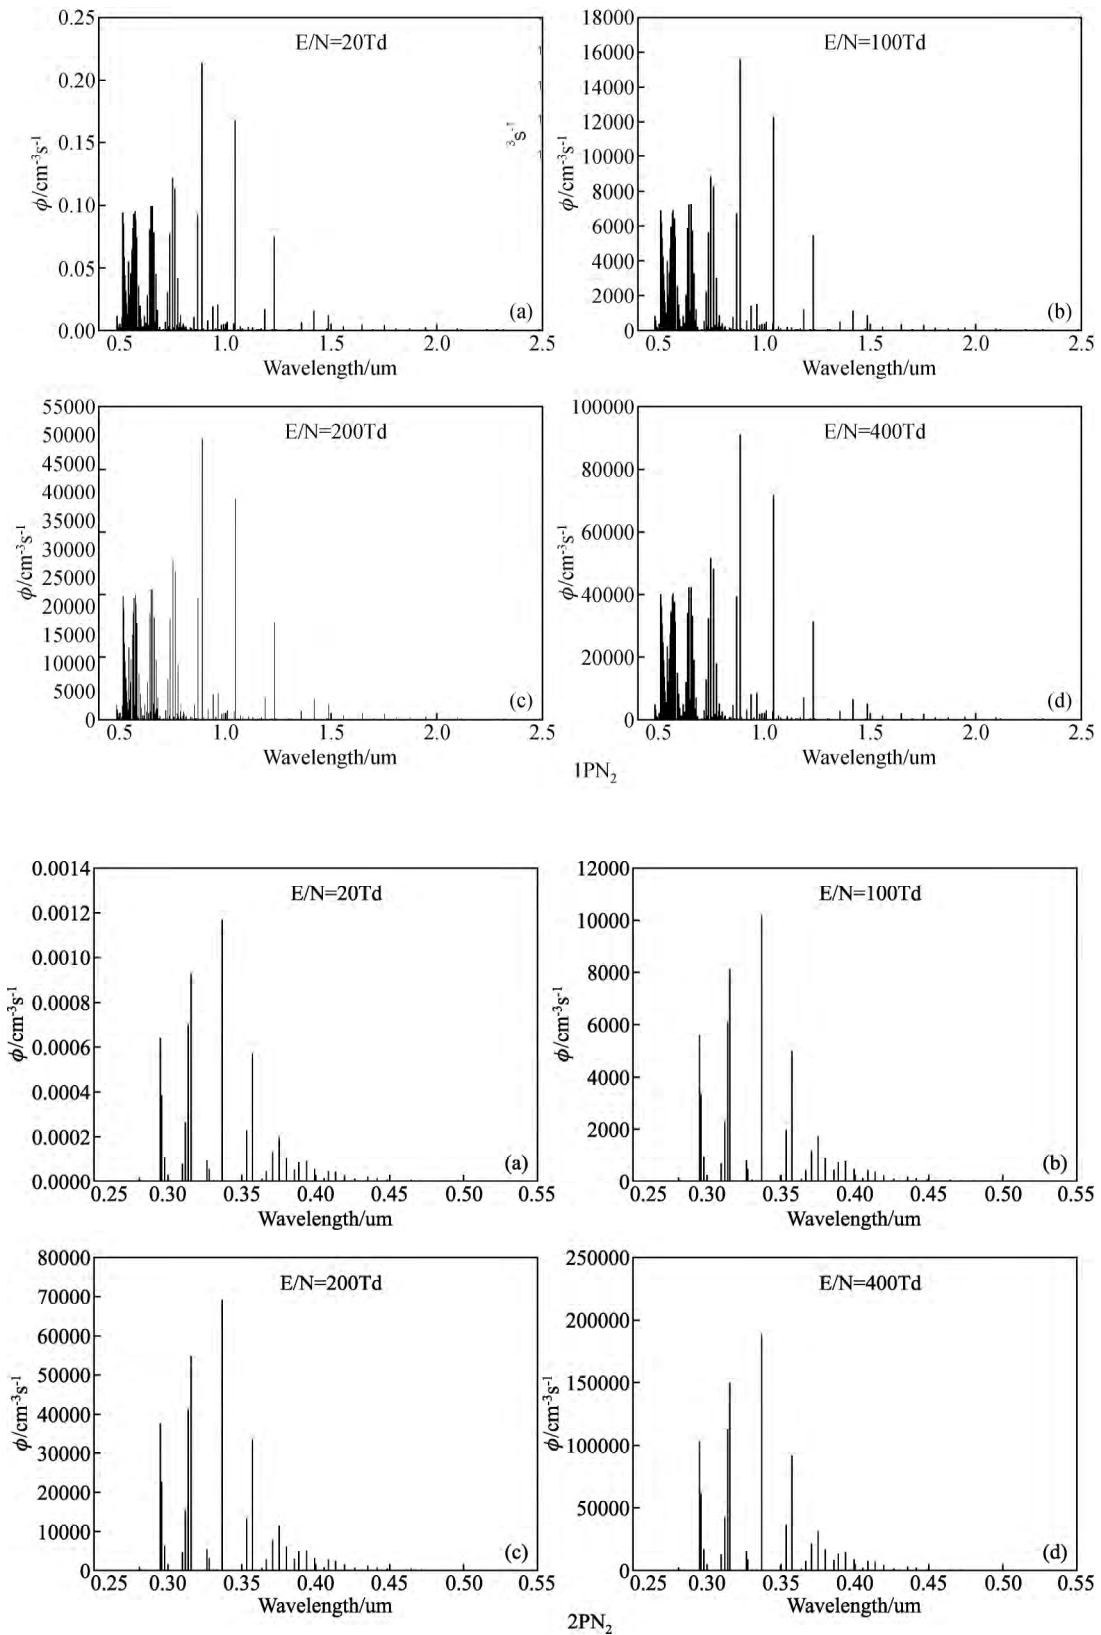 0.25
0.20
0.15
0.10
0.05
0.00
ϕ/cm-3s-1
E/N=20Td
3s-1
(a)
0.5 1.0 1.5 2.0 2.5
Wavelength/um
18000
16000
14000
12000
10000
8000
6000
4000
2000
0
ϕ/cm-3s-1
E/N=100Td
(b)
0.5 1.0 1.5 2.0 2.5
Wavelength/um
55000
50000
45000
40000
35000
30000
25000
20000
15000
10000
5000
0
ϕ/cm-3s-1
E/N=200Td
(c)
0.5 1.0 1.5 2.0 2.5
Wavelength/um
100000
80000
60000
40000
20000
0
ϕ/cm-3s-1
E/N=400Td
(d)
0.5 1.0 1.5 2.0 2.5
Wavelength/um
1PN2
0.0014
0.0012
0.0010
0.0008
0.0006
0.0004
0.0002
0.0000
ϕ/cm-3s-1
E/N=20Td
(a)
0.25 0.30 0.35 0.40 0.45 0.50 0.55
Wavelength/um
12000
10000
8000
6000
4000
2000
0
ϕ/cm-3s-1
E/N=100Td
(b)
0.25 0.30 0.35 0.40 0.45 0.50 0.55
Wavelength/um
80000
70000
60000
50000
40000
30000
20000
10000
0
ϕ/cm-3s-1
E/N=200Td
(c)
0.25 0.30 0.35 0.40 0.45 0.50 0.55
Wavelength/um
250000
200000
150000
100000
50000
0
ϕ/cm-3s-1
E/N=400Td
(d)
0.25 0.30 0.35 0.40 0.45 0.50 0.55
Wavelength/um
2PN2